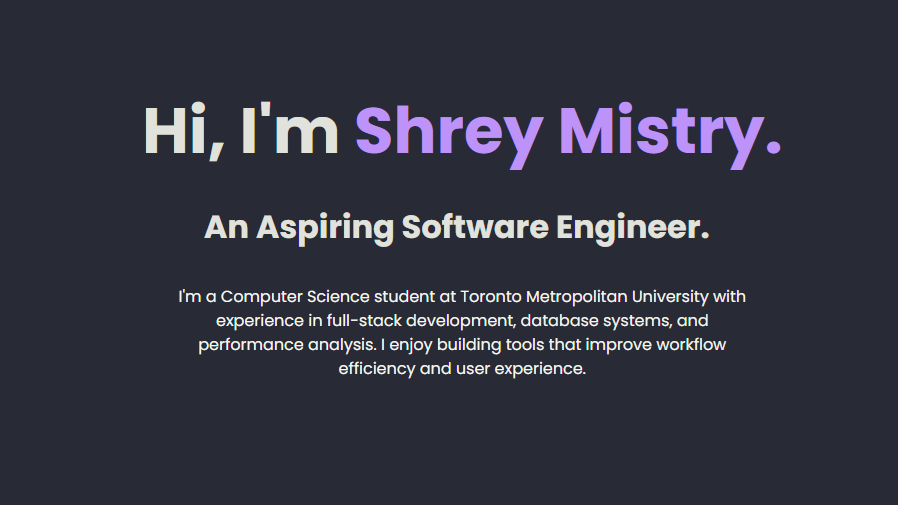 Hi, I'm Shrey Mistry.
An Aspiring Software Engineer.
I'm a Computer Science student at Toronto Metropolitan University with
experience in full-stack development, database systems, and
performance analysis. I enjoy building tools that improve workflow
efficiency and user experience.